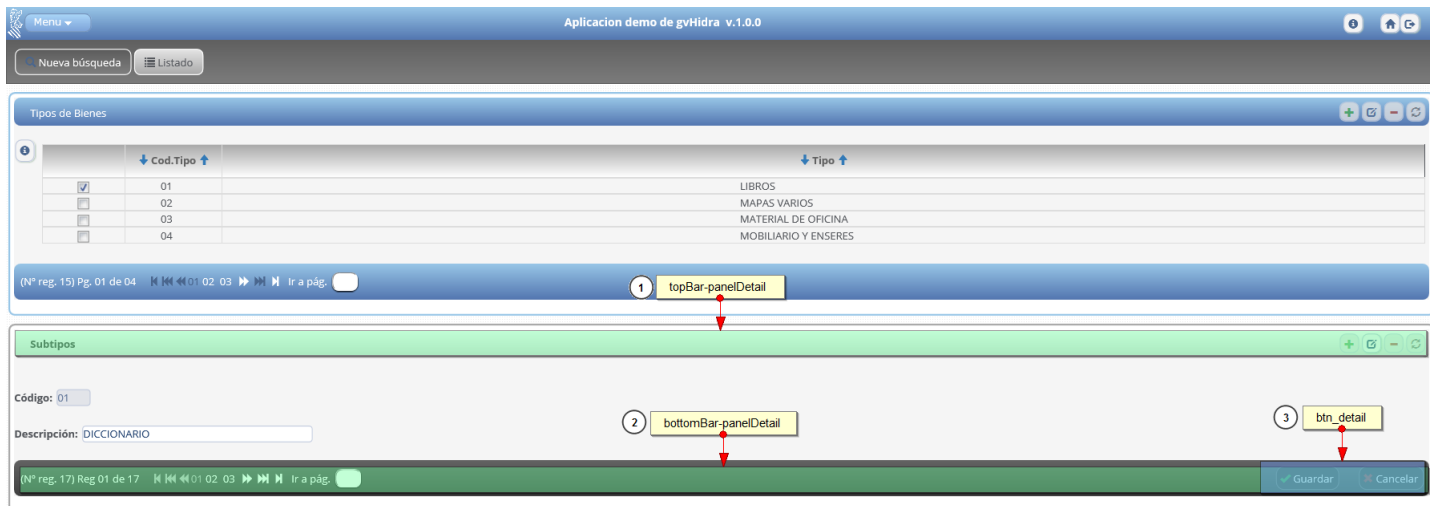 Menu
Aplicacion demo de gvHidra v.1.0.0
Nueva búsqueda
Listado
Tipos de Bienes
Cod.Tipo Tipo
01 LIBROS
02 MAPAS VARIOS
03 MATERIAL DE OFICINA
04 MOBILIARIO Y ENSERES
(Nº reg. 15) Pg. 01 de 04 01 02 03 Ir a pág.
1 topBar-panelDetail
Subtipos
Código: 01
2 bottomBar-panelDetail
3 btn_detail
Descripción: DICCIONARIO
(Nº reg. 17) Reg 01 de 17 01 02 03 Ir a pág.
Guardar Cancelar